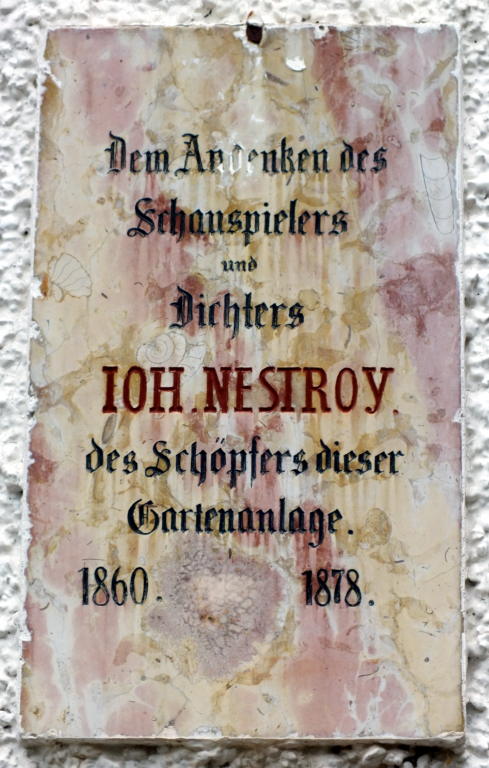 Dem Andenken des
Schauspielers
und
Dichters
IOH. NESTROY.
des Schöpfers dieser
Gartenanlage.
1860. 1878.